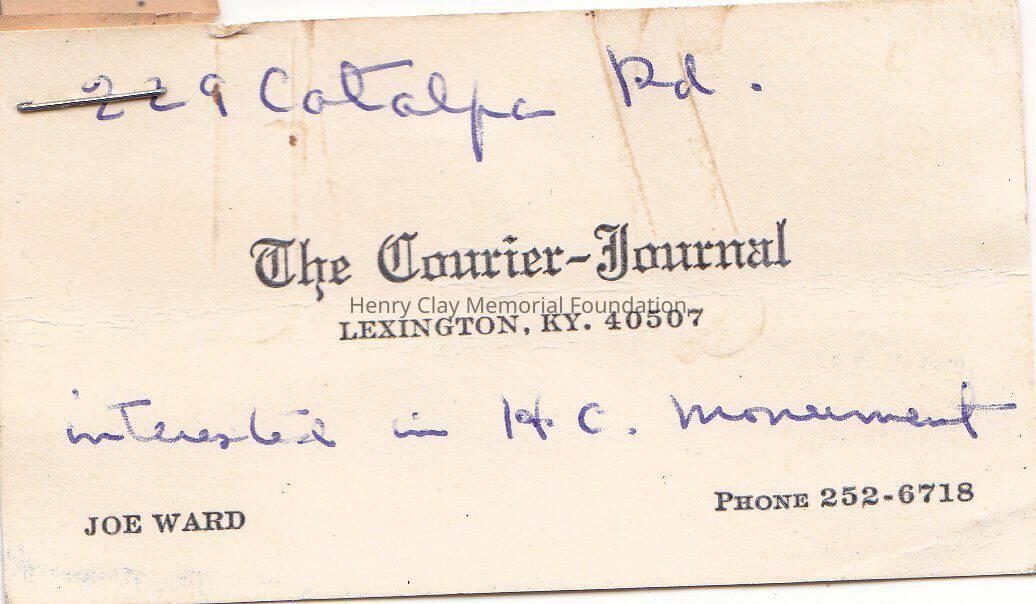 229 Catalpa Rd.
The Courier-Journal
Henry Clay Memorial Foundation
LEXINGTON, KY. 40507
interested in H. C. monument
PHONE 252-6718
JOE WARD